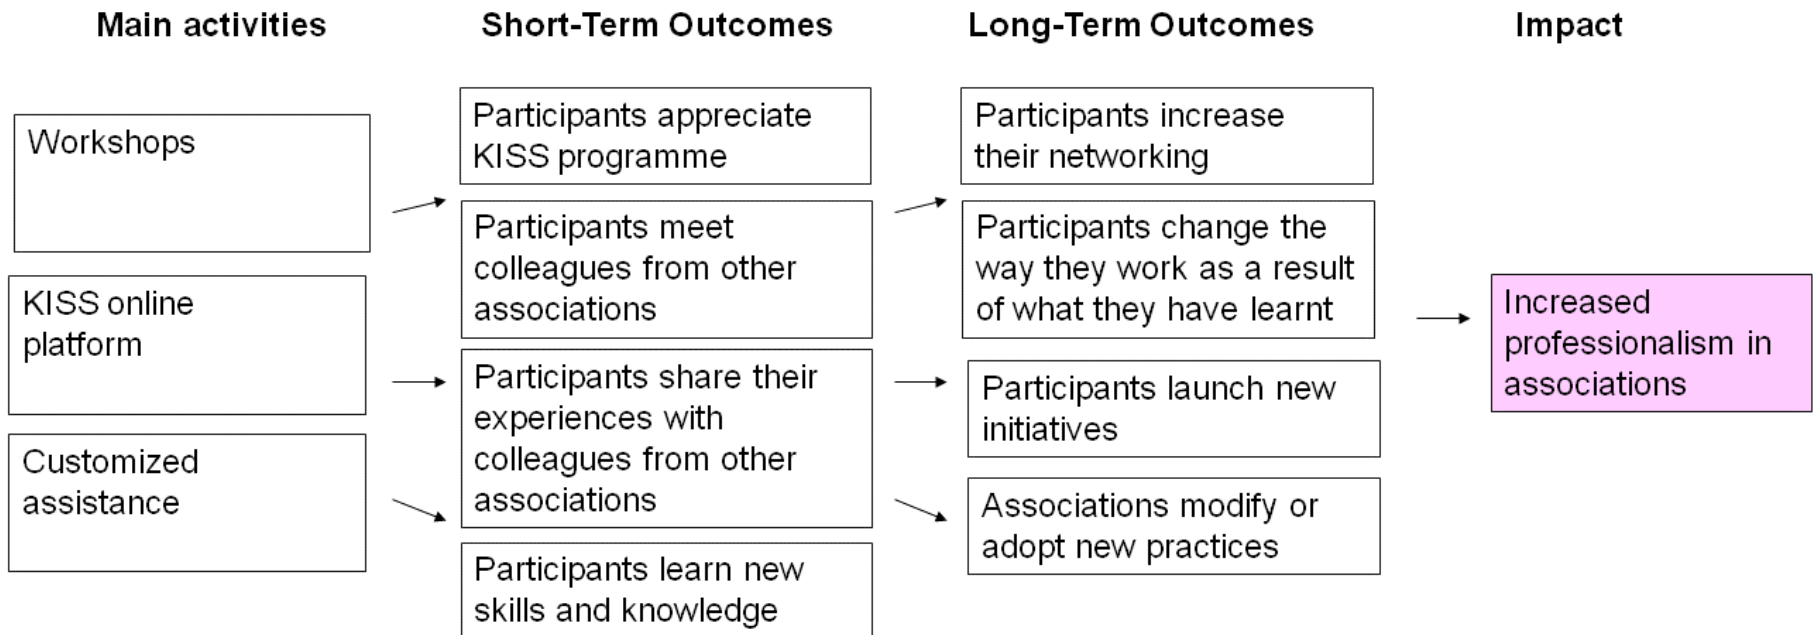 Main activities
Short-Term Outcomes
Long-Term Outcomes
Impact
Workshops
KISS online
platform
Customized
assistance
Participants appreciate
KISS programme
Participants meet
colleagues from other
associations
Participants share their
experiences with
colleagues from other
associations
Participants learn new
skills and knowledge
Participants increase
their networking
Participants change the
way they work as a result
of what they have learnt
Participants launch new
initiatives
Associations modify or
adopt new practices
Increased
professionalism in
associations